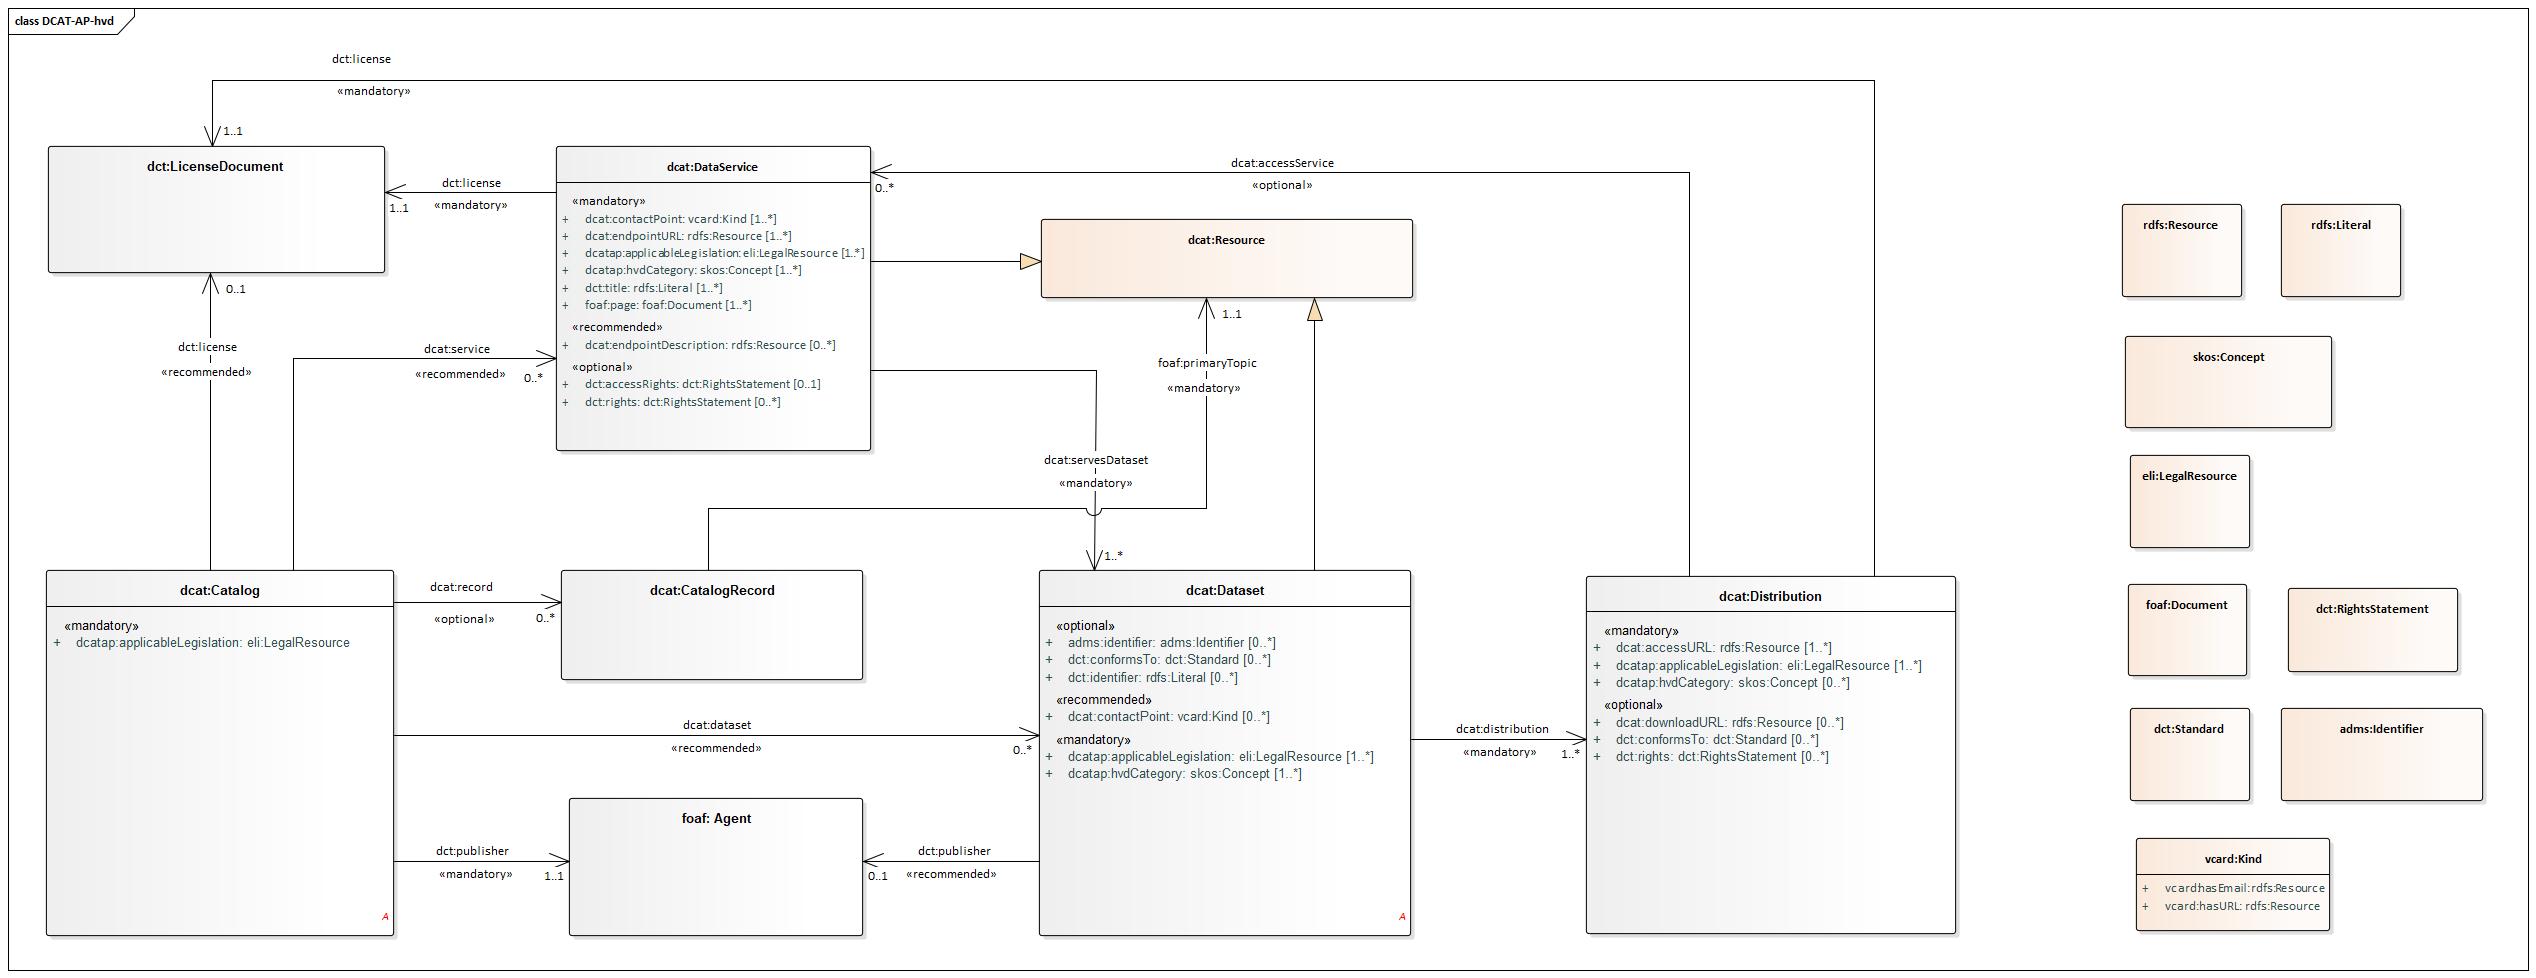 class DCAT-AP-hvd
dct:license
«mandatory»
1..1
dct:LicenseDocument
dct:license
«mandatory»
1..1
dcat:DataService
«mandatory»
+ dcat:contactPoint: vcard:Kind [1..*]
+ dcat:endpointURL: rdfs:Resource [1..*]
+ dcatap:applicableLegislation: eli:LegalResource [1..*]
+ dcatap:hvdCategory: skos:Concept [1..*]
+ dct:title: rdfs:Literal [1..*]
+ foaf:page: foaf:Document [1..*]
«recommended»
+ dcat:endpointDescription: rdfs:Resource [0..*]
«optional»
+ dct:accessRights: dct:RightsStatement [0..1]
+ dct:rights: dct:RightsStatement [0..*]
dcat:accessService
«optional»
0..*
dcat:Resource
1..1
foaf:primaryTopic
«mandatory»
0..1
dct:license
«recommended»
dcat:service
«recommended»
0..*
dcat:servesDataset
«mandatory»
1..*
dcat:Catalog
«mandatory»
+ dcatap:applicableLegislation: eli:LegalResource
A
dcat:record
«optional»
0..*
dcat:CatalogRecord
dcat:dataset
«recommended»
0..*
dct:publisher
«mandatory»
1..1
foaf: Agent
dct:publisher
«recommended»
0..1
dcat:Dataset
«optional»
+ adms:identifier: adms:Identifier [0..*]
+ dct:conformsTo: dct:Standard [0..*]
+ dct:identifier: rdfs:Literal [0..*]
«recommended»
+ dcat:contactPoint: vcard:Kind [0..*]
«mandatory»
+ dcatap:applicableLegislation: eli:LegalResource [1..*]
+ dcatap:hvdCategory: skos:Concept [1..*]
A
dcat:distribution
«mandatory»
1..*
dcat:Distribution
«mandatory»
+ dcat:accessURL: rdfs:Resource [1..*]
+ dcatap:applicableLegislation: eli:LegalResource [1..*]
+ dcatap:hvdCategory: skos:Concept [0..*]
«optional»
+ dcat:downloadURL: rdfs:Resource [0..*]
+ dct:conformsTo: dct:Standard [0..*]
+ dct:rights: dct:RightsStatement [0..*]
rdfs:Resource
rdfs:Literal
skos:Concept
eli:LegalResource
foaf:Document
dct:RightsStatement
dct:Standard
adms:Identifier
vcard:Kind
+ vcard:hasEmail: rdfs:Resource
+ vcard:hasURL: rdfs:Resource